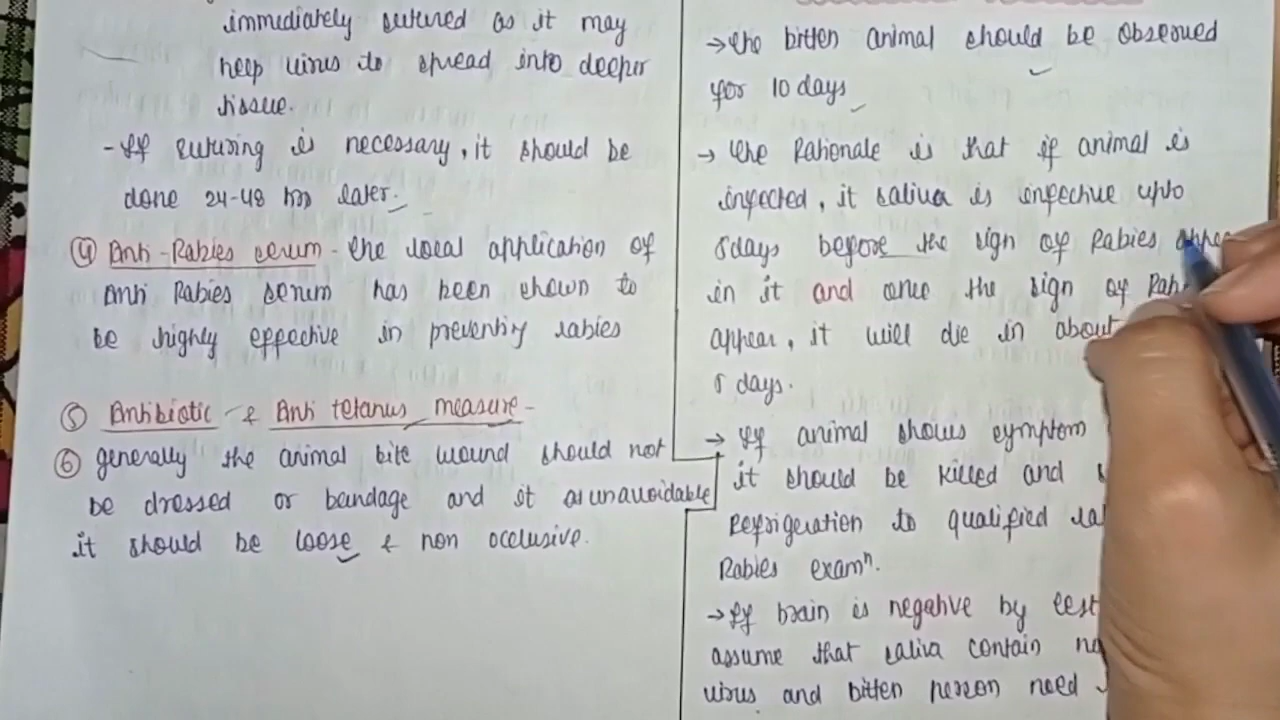 immediately sutured as it may
help virus to spread into deeper
tissue.
- If suturing is necessary, it should be
done 24-48 hrs later.
④ Anti-Rabies serum - the local application of
Anti Rabies serum has been shown to
be highly effective in preventing rabies
⑤ Antibiotic & Anti tetanus measure -
⑥ generally the animal bite wound should not
be dressed or bandage and it as unavoidable
it should be loose & non occlusive.
→ the bitten animal should be observed
for 10 days
→ the Rationale is that if animal is
infected, it saliva is infective upto
5days before the sign of Rabies appea
in it and once the sign of Rab
appear, it will die in about
5 days.
→ If animal shows symptom
it should be killed and
Refrigeration to qualified
Rabies examⁿ.
→ If brain is negative by
assume that saliva contain no
virus and bitten person need